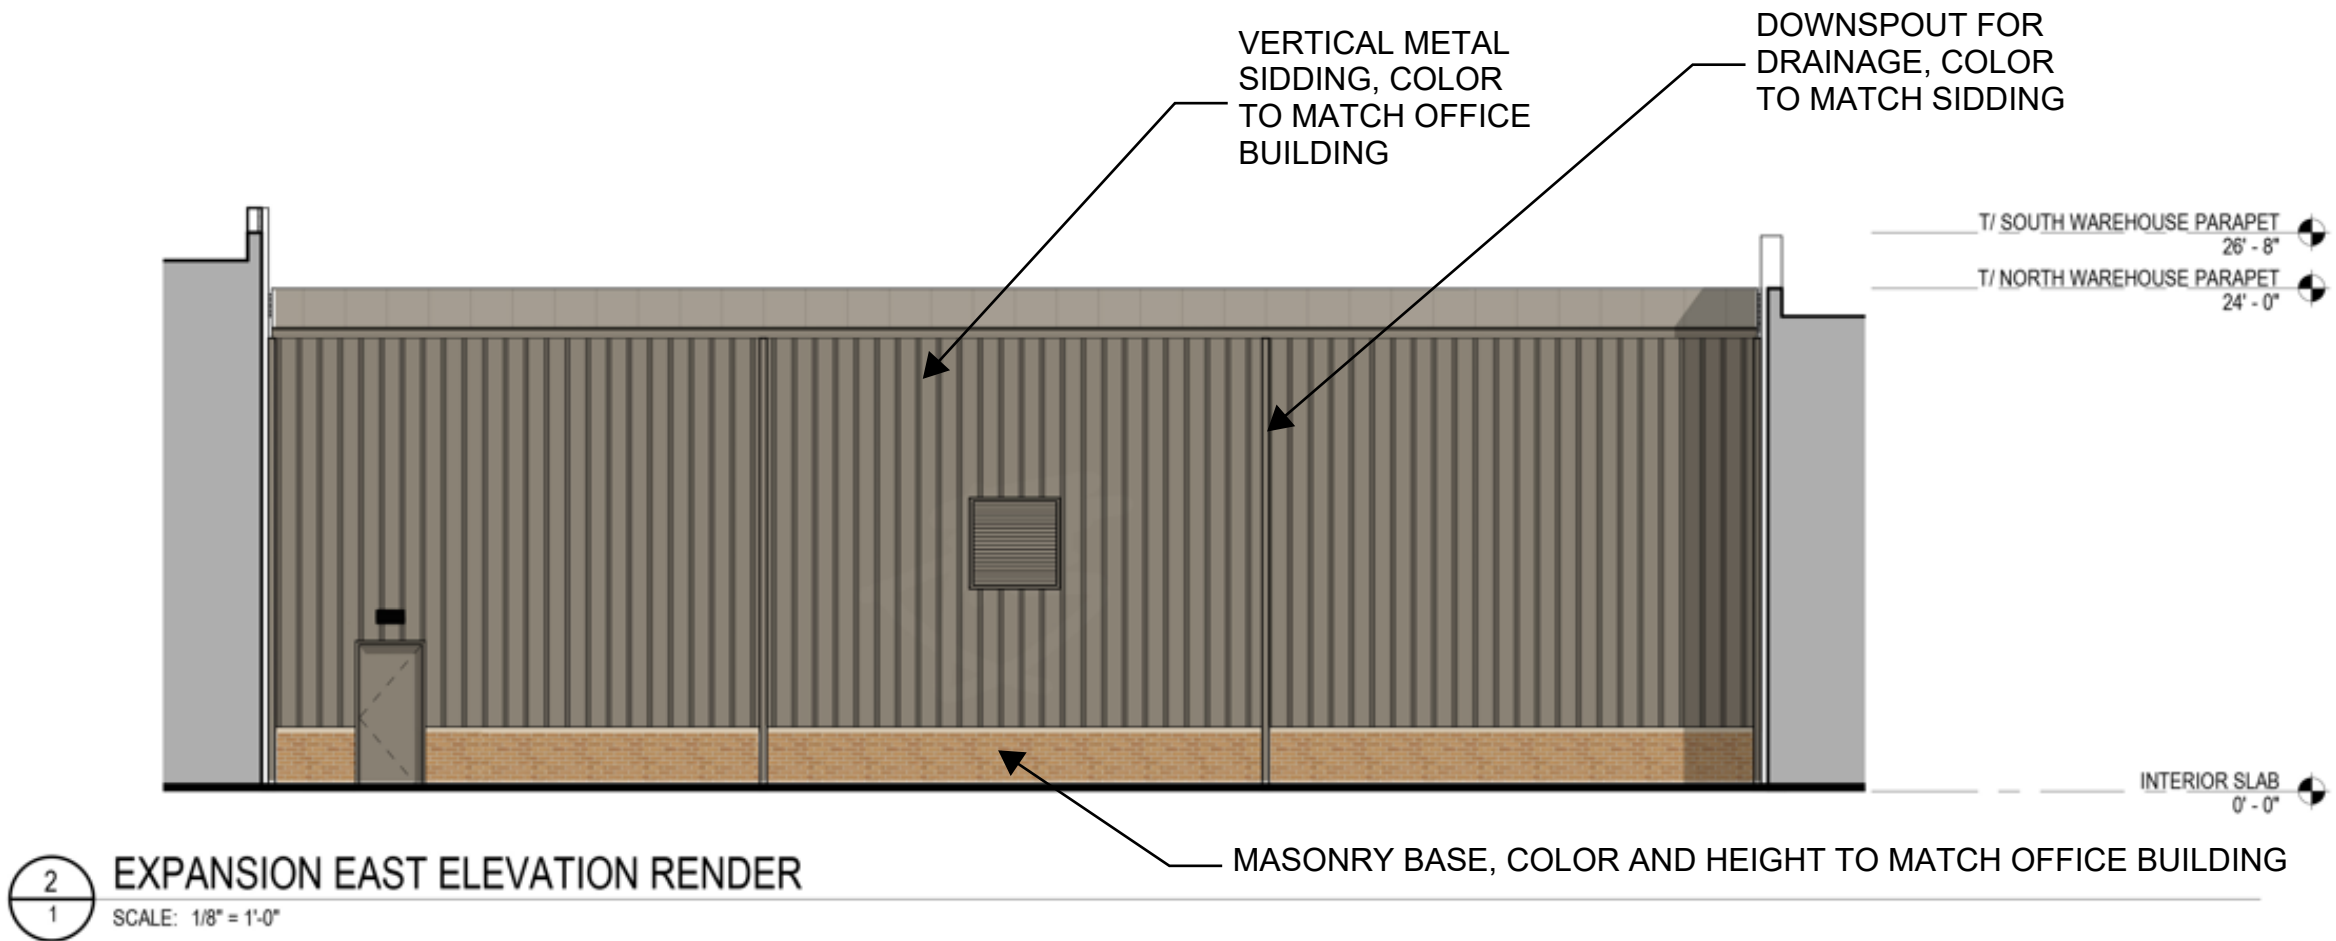 VERTICAL METAL
SIDDING, COLOR
TO MATCH OFFICE
BUILDING
DOWNSPOUT FOR
DRAINAGE, COLOR
TO MATCH SIDDING
T/ SOUTH WAREHOUSE PARAPET
26' - 8"
T/ NORTH WAREHOUSE PARAPET
24' - 0"
INTERIOR SLAB
0' - 0"
MASONRY BASE, COLOR AND HEIGHT TO MATCH OFFICE BUILDING
2
1
EXPANSION EAST ELEVATION RENDER
SCALE: 1/8" = 1'-0"